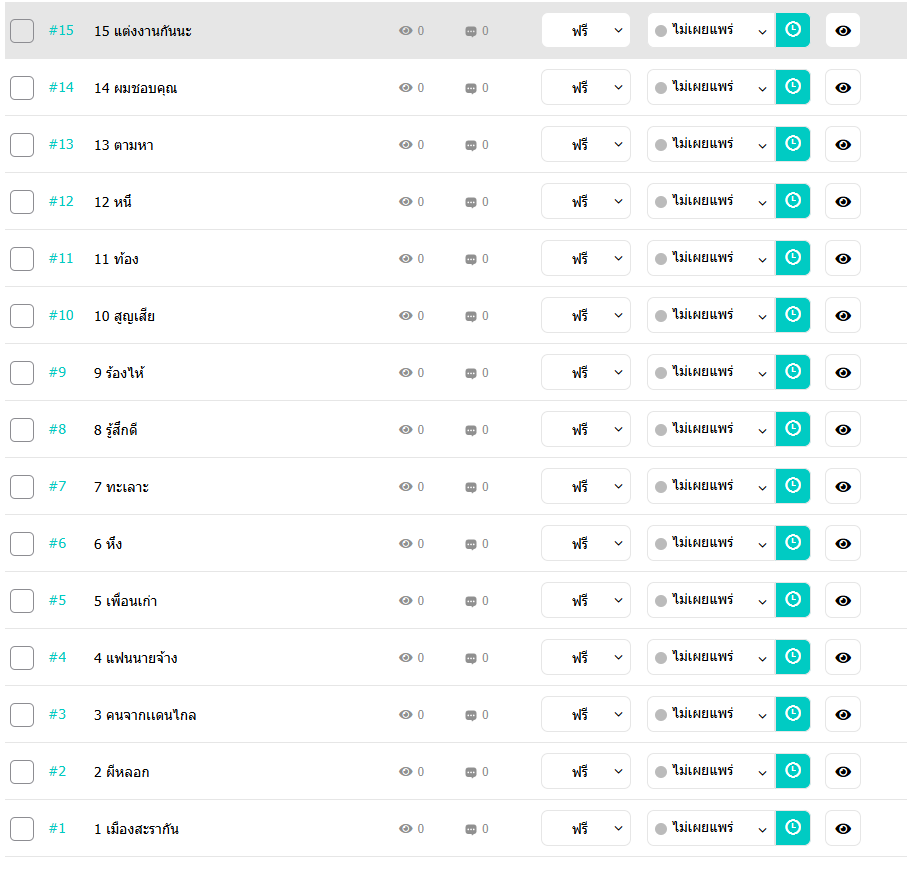 #15 15 แต่งงานกันนะ 0 0 ฟรี ไม่เผยแพร่
#14 14 ผมชอบคุณ 0 0 ฟรี ไม่เผยแพร่
#13 13 ตามหา 0 0 ฟรี ไม่เผยแพร่
#12 12 หนี 0 0 ฟรี ไม่เผยแพร่
#11 11 ท้อง 0 0 ฟรี ไม่เผยแพร่
#10 10 สูญเสีย 0 0 ฟรี ไม่เผยแพร่
#9 9 ร้องไห้ 0 0 ฟรี ไม่เผยแพร่
#8 8 รู้สึกดี 0 0 ฟรี ไม่เผยแพร่
#7 7 ทะเลาะ 0 0 ฟรี ไม่เผยแพร่
#6 6 หึง 0 0 ฟรี ไม่เผยแพร่
#5 5 เพื่อนเก่า 0 0 ฟรี ไม่เผยแพร่
#4 4 แฟนนายจ้าง 0 0 ฟรี ไม่เผยแพร่
#3 3 คนจากแดนไกล 0 0 ฟรี ไม่เผยแพร่
#2 2 ผีหลอก 0 0 ฟรี ไม่เผยแพร่
#1 1 เมืองสะรากัน 0 0 ฟรี ไม่เผยแพร่